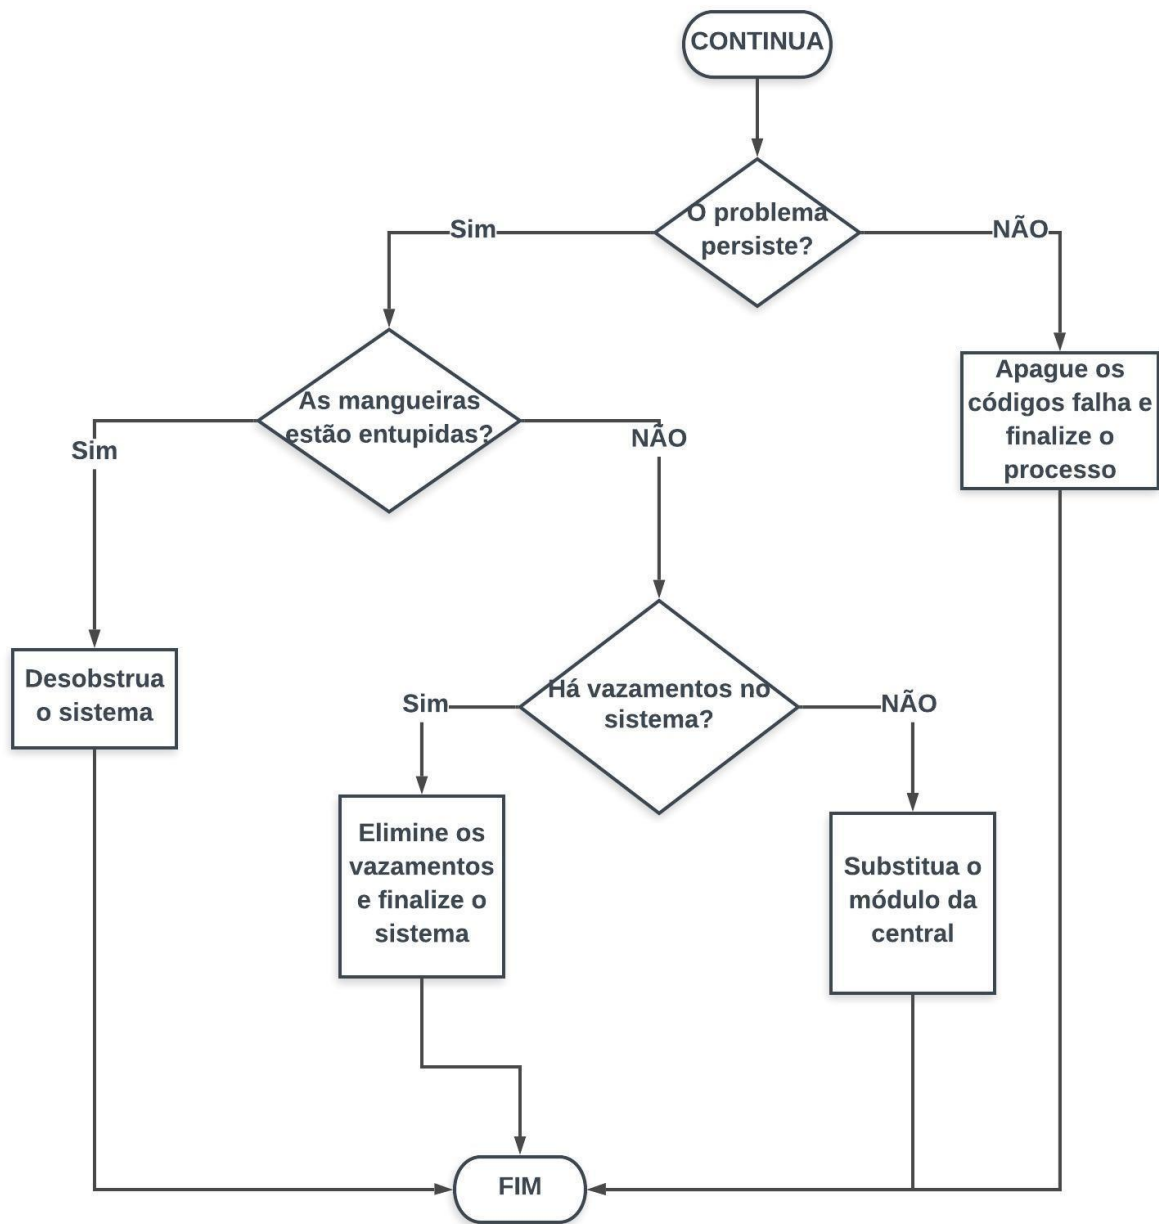 CONTINUA
O problema
persiste?
Sim
NÃO
As mangueiras
estão entupidas?
Apague os
códigos falha e
finalize o
processo
Sim
NÃO
Desobstrua
o sistema
Há vazamentos no
sistema?
Sim
NÃO
Elimine os
vazamentos
e finalize o
sistema
Substitua o
módulo da
central
FIM